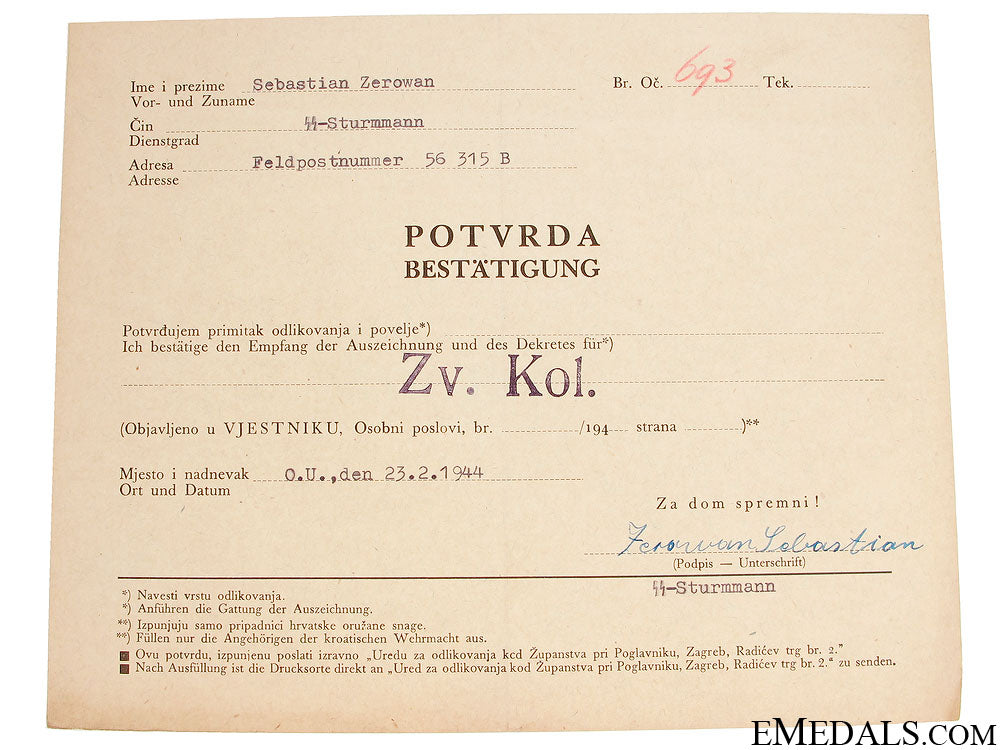 Ime i prezime Sebastian Zerowan Br. Oč. 693 Tek.
Vor- und Zuname
Čin ᛋᛋ-Sturmmann
Dienstgrad
Adresa Feldpostnummer 56 315 B
Adresse
POTVRDA
BESTÄTIGUNG
Potvrđujem primitak odlikovanja i povelje*)
Ich bestätige den Empfang der Auszeichnung und des Dekretes für*)
Zv. Kol.
(Objavljeno u VJESTNIKU, Osobni poslovi, br. /194 strana )**
Mjesto i nadnevak O.U.,den 23.2.1944
Ort und Datum
Za dom spremni!
Zerowan Sebastian
(Podpis — Unterschrift)
ᛋᛋ-Sturmmann
*) Navesti vrstu odlikovanja.
*) Anführen die Gattung der Auszeichnung.
**) Izpunjuju samo pripadnici hrvatske oružane snage.
**) Füllen nur die Angehörigen der kroatischen Wehrmacht aus.
■ Ovu potvrdu, izpunjenu poslati izravno „Uredu za odlikovanja kod Županstva pri Poglavniku, Zagreb, Radićev trg br. 2."
■ Nach Ausfüllung ist die Drucksorte direkt an „Ured za odlikovanja kod Županstva pri Poglavniku, Zagreb, Radićev trg br. 2." zu senden.
EMEDALS.COM